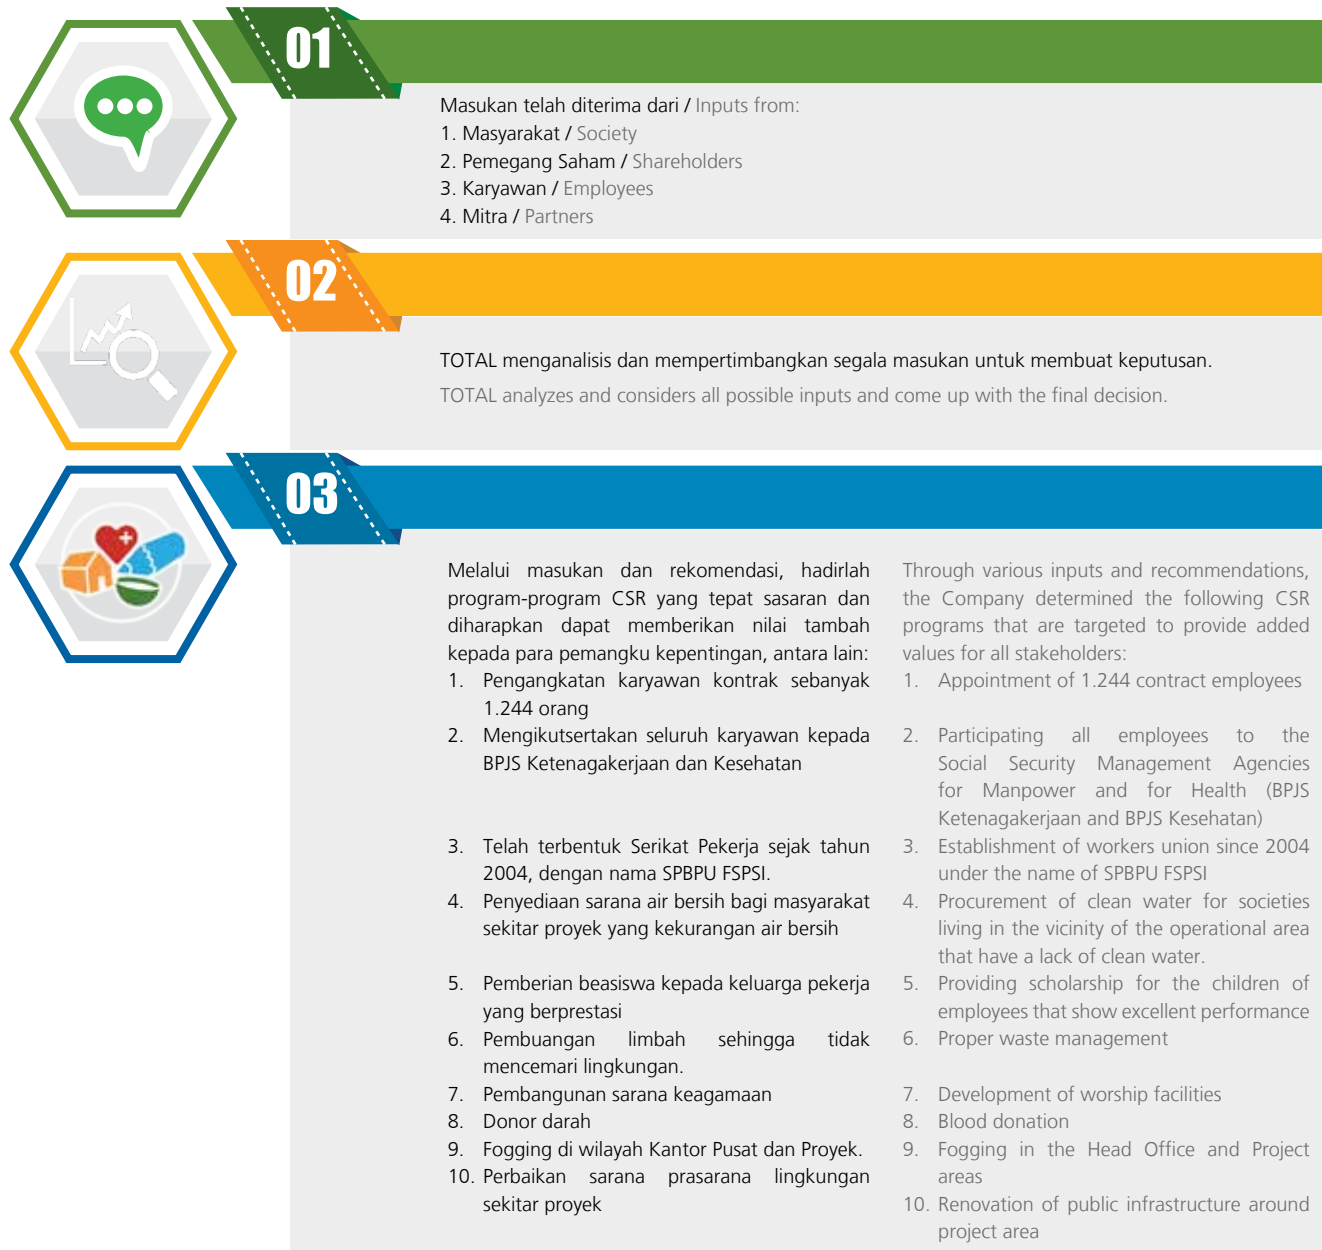 01
Masukan telah diterima dari / Inputs from:
1. Masyarakat / Society
2. Pemegang Saham / Shareholders
3. Karyawan / Employees
4. Mitra / Partners
02
TOTAL menganalisis dan mempertimbangkan segala masukan untuk membuat keputusan.
TOTAL analyzes and considers all possible inputs and come up with the final decision.
03
Melalui masukan dan rekomendasi, hadirlah
program-program CSR yang tepat sasaran dan
diharapkan dapat memberikan nilai tambah
kepada para pemangku kepentingan, antara lain:
1. Pengangkatan karyawan kontrak sebanyak
1.244 orang
2. Mengikutsertakan seluruh karyawan kepada
BPJS Ketenagakerjaan dan Kesehatan
3. Telah terbentuk Serikat Pekerja sejak tahun
2004, dengan nama SPBPU FSPSI.
4. Penyediaan sarana air bersih bagi masyarakat
sekitar proyek yang kekurangan air bersih
5. Pemberian beasiswa kepada keluarga pekerja
yang berprestasi
6. Pembuangan limbah sehingga tidak
mencemari lingkungan.
7. Pembangunan sarana keagamaan
8. Donor darah
9. Fogging di wilayah Kantor Pusat dan Proyek.
10. Perbaikan sarana prasarana lingkungan
sekitar proyek
Through various inputs and recommendations,
the Company determined the following CSR
programs that are targeted to provide added
values for all stakeholders:
1. Appointment of 1.244 contract employees
2. Participating all employees to the
Social Security Management Agencies
for Manpower and for Health (BPJS
Ketenagakerjaan and BPJS Kesehatan)
3. Establishment of workers union since 2004
under the name of SPBPU FSPSI
4. Procurement of clean water for societies
living in the vicinity of the operational area
that have a lack of clean water.
5. Providing scholarship for the children of
employees that show excellent performance
6. Proper waste management
7. Development of worship facilities
8. Blood donation
9. Fogging in the Head Office and Project
areas
10. Renovation of public infrastructure around
project area